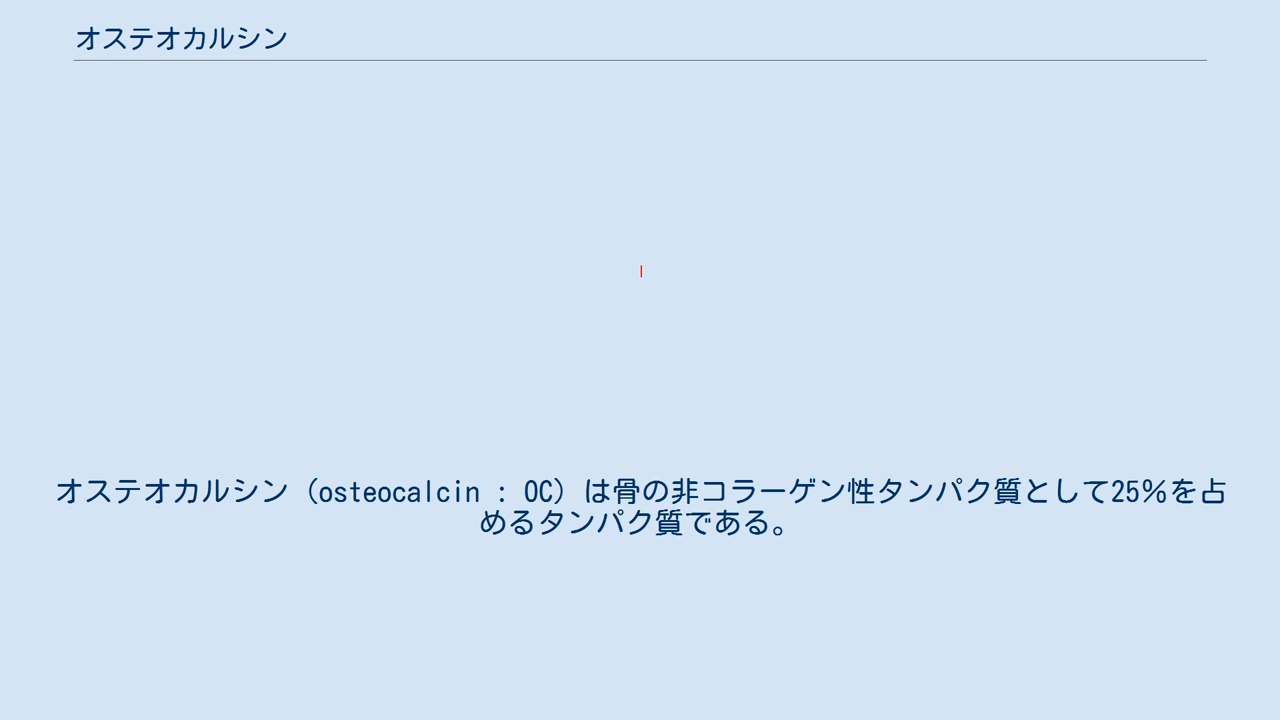 オステオカルシン
オステオカルシン（osteocalcin : OC）は骨の非コラーゲン性タンパク質として25％を占
めるタンパク質である。